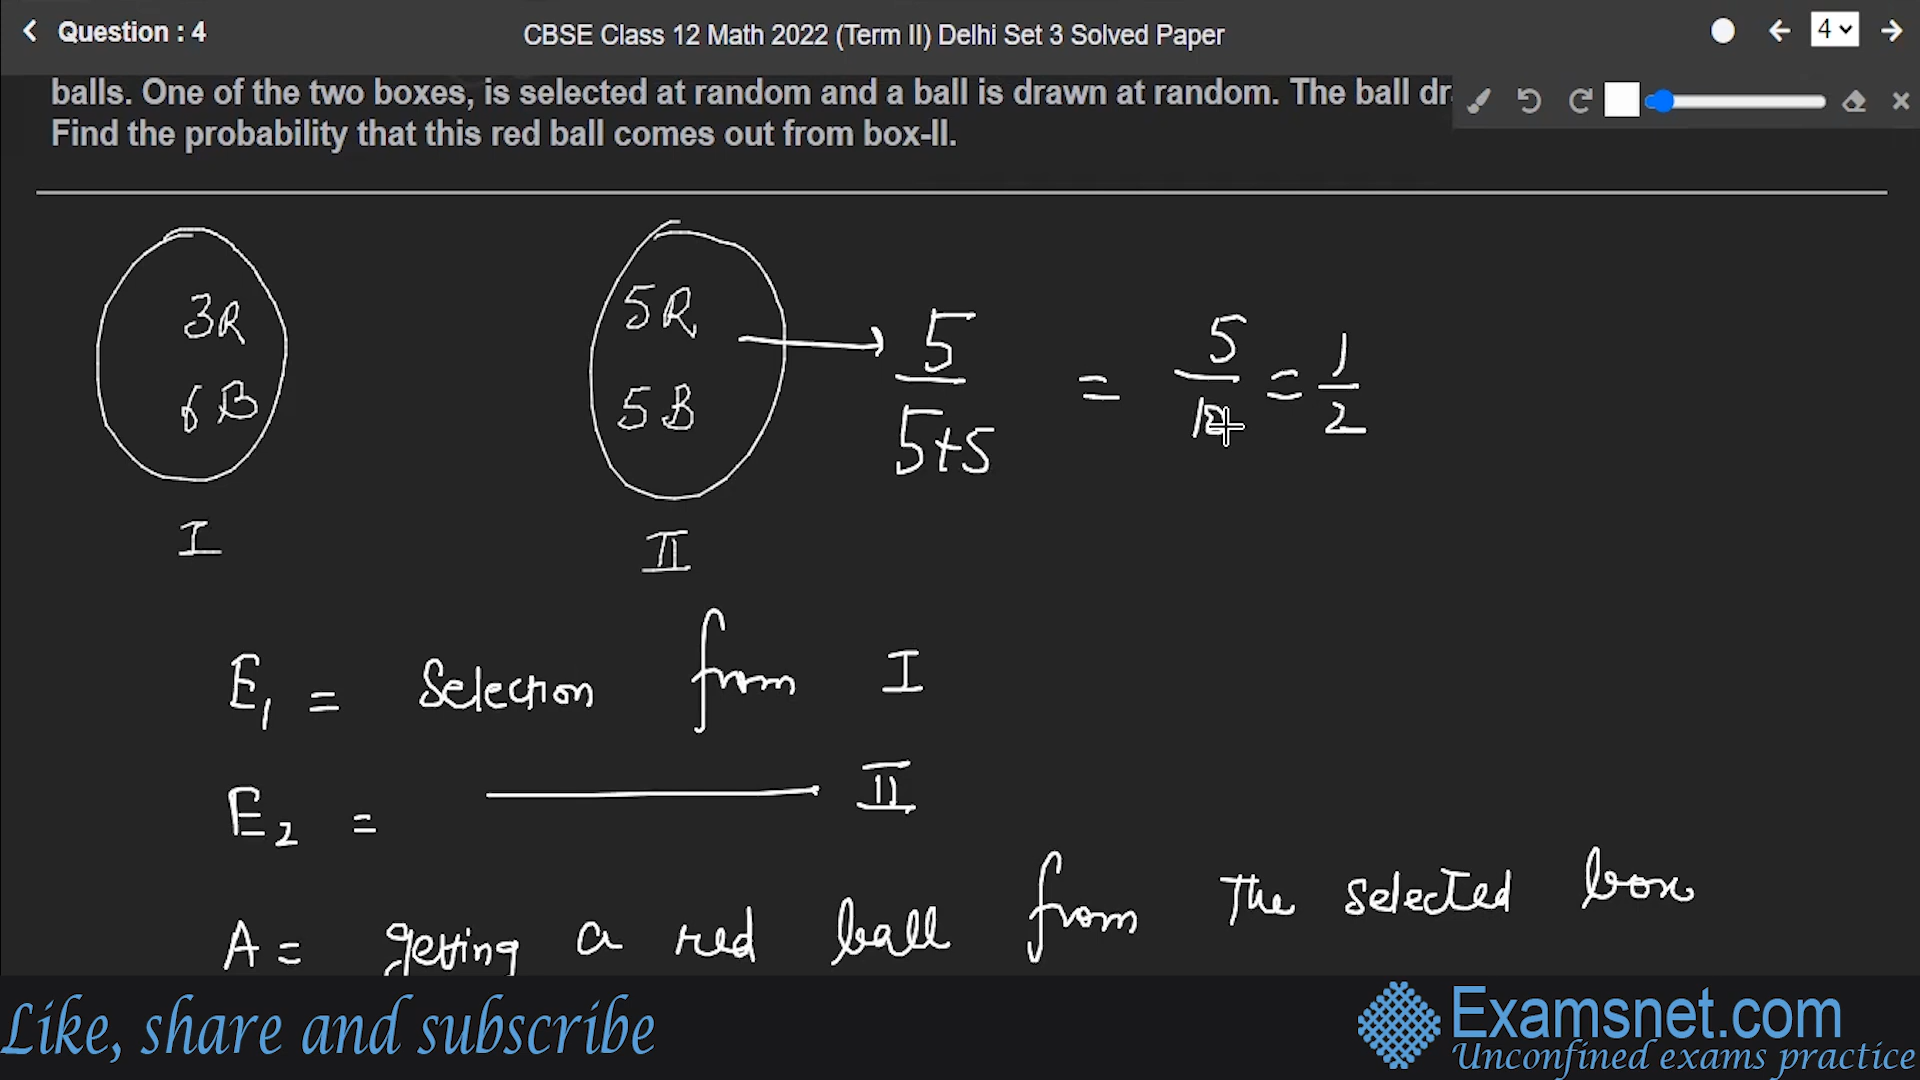 Question : 4
CBSE Class 12 Math 2022 (Term II) Delhi Set 3 Solved Paper
4
balls. One of the two boxes, is selected at random and a ball is drawn at random. The ball dr
Find the probability that this red ball comes out from box-II.
3R
6B
I
5R
5B
II
5/5+5 = 5/10 = 1/2
E1 = Selection from I
E2 = ——— II
A = getting a red ball from the selected box
Like, share and subscribe
Examsnet.com
Unconfined exams practice